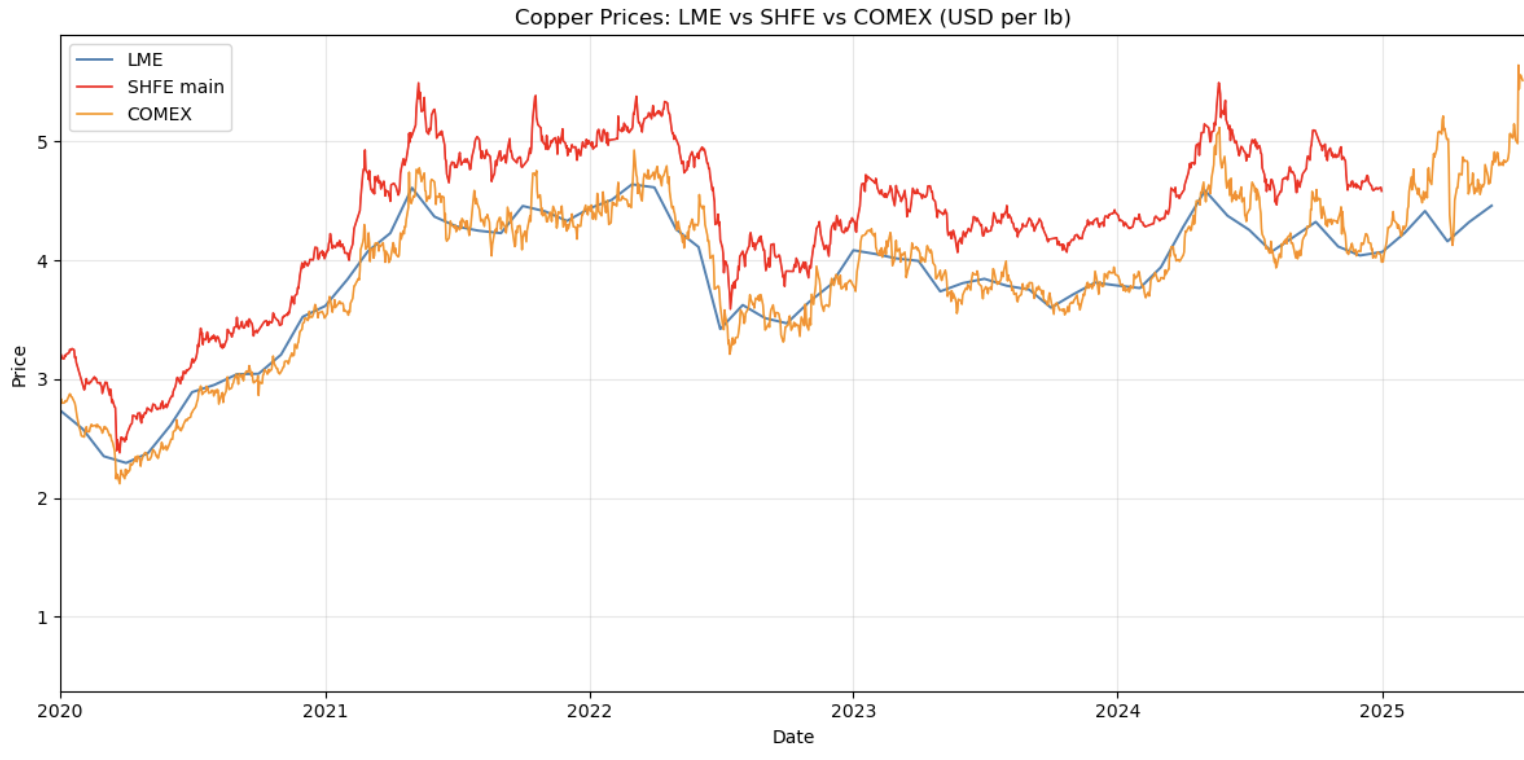 Copper Prices: LME vs SHFE vs COMEX (USD per lb)
LME
SHFE main
COMEX
Price
5
4
3
2
1
2020 2021 2022 2023 2024 2025
Date